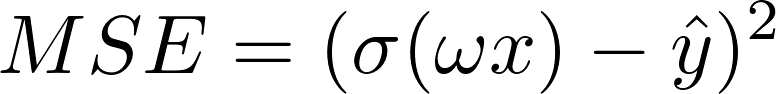 MSE = (σ(ωx) − ŷ)²